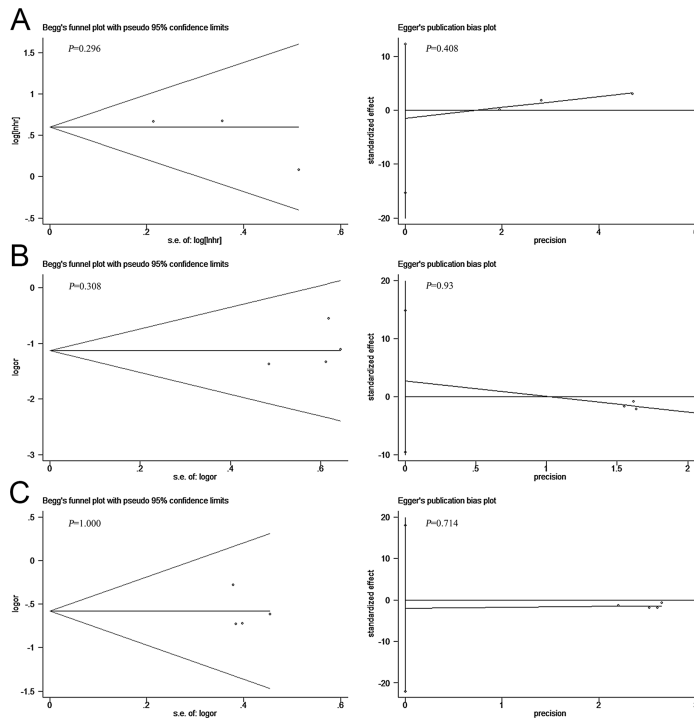 A
Begg's funnel plot with pseudo 95% confidence limits
P=0.296
log[lnhr]
1.5
1
.5
0
-.5
0 .2 .4 .6
s.e. of: log[lnhr]
Egger's publication bias plot
P=0.408
standardized effect
10
0
-10
-20
0 2 4
precision
B
Begg's funnel plot with pseudo 95% confidence limits
P=0.308
logor
0
-1
-2
-3
0 .2 .4 .6
s.e. of: logor
Egger's publication bias plot
P=0.93
standardized effect
20
10
0
-10
0 .5 1 1.5 2
precision
C
Begg's funnel plot with pseudo 95% confidence limits
P=1.000
logor
.5
0
-.5
-1
-1.5
0 .2 .4 .6
s.e. of: logor
Egger's publication bias plot
P=0.714
standardized effect
20
10
0
-10
-20
0 1 2
precision